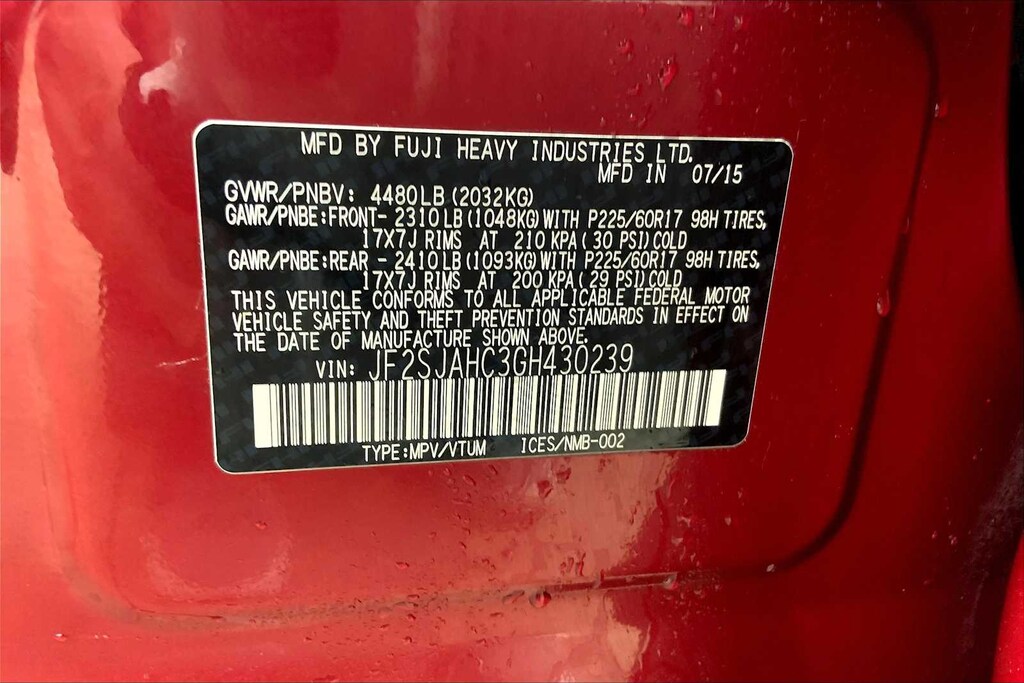 MFD BY FUJI HEAVY INDUSTRIES LTD.
MFD IN 07/15
GVWR/PNBV: 4480LB (2032KG)
GAWR/PNBE:FRONT- 2310LB (1048KG) WITH P225/60R17 98H TIRES,
17X7J RIMS AT 210 KPA ( 30 PSI) COLD
GAWR/PNBE:REAR - 2410LB (1093KG) WITH P225/60R17 98H TIRES,
17X7J RIMS AT 200 KPA ( 29 PSI) COLD
THIS VEHICLE CONFORMS TO ALL APPLICABLE FEDERAL MOTOR
VEHICLE SAFETY AND THEFT PREVENTION STANDARDS IN EFFECT ON
THE DATE OF MANUFACTURE SHOWN ABOVE.
VIN: JF2SJAHC3GH430239
TYPE:MPV/VTUM ICES/NMB-002